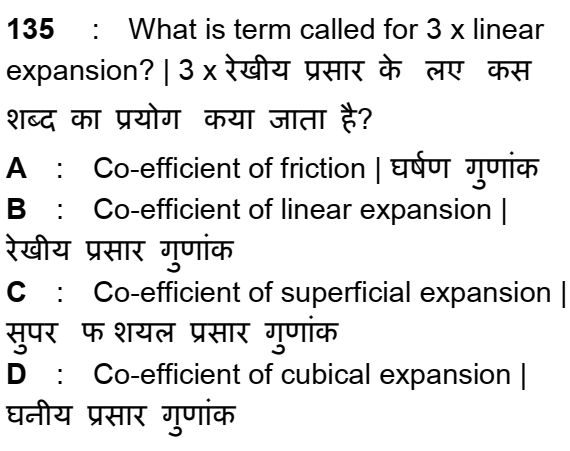 135 : What is term called for 3 x linear
expansion? | 3 x रेखीय प्रसार के लए कस
शब्द का प्रयोग कया जाता है?
A : Co-efficient of friction | घर्षण गुणांक
B : Co-efficient of linear expansion |
रेखीय प्रसार गुणांक
C : Co-efficient of superficial expansion |
सुपर फ शयल प्रसार गुणांक
D : Co-efficient of cubical expansion |
घनीय प्रसार गुणांक